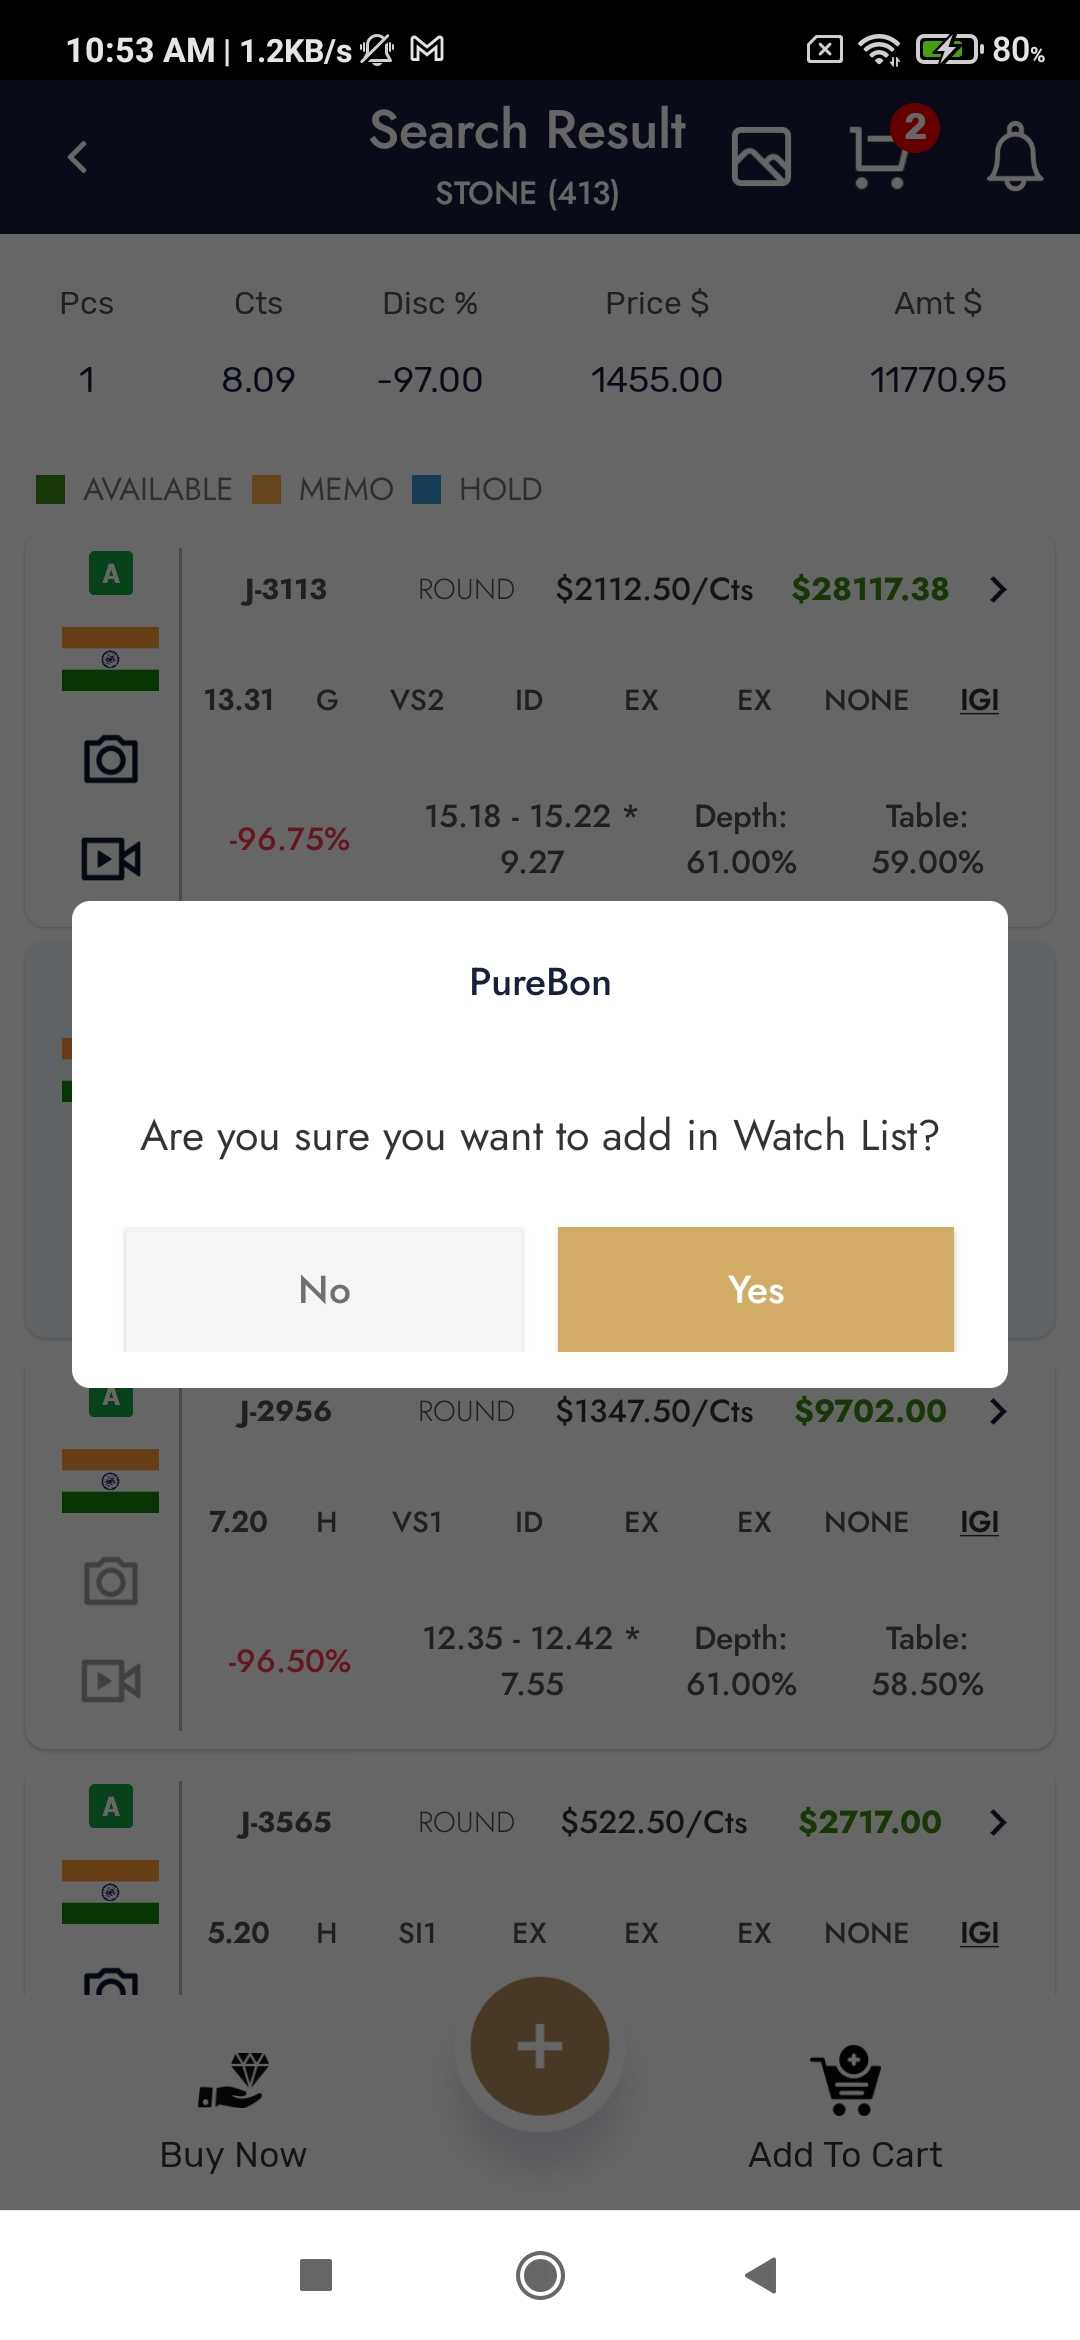 10:53 AM | 1.2KB/s 80%
Search Result
2
STONE (413)
Pcs Cts Disc % Price $ Amt $
1 8.09 -97.00 1455.00 11770.95
AVAILABLE MEMO HOLD
A
J-3113 ROUND $2112.50/Cts $28117.38
13.31 G VS2 ID EX EX NONE IGI
-96.75% 15.18 - 15.22 * 9.27 Depth: 61.00% Table: 59.00%
PureBon
Are you sure you want to add in Watch List?
No Yes
A
J-2956 ROUND $1347.50/Cts $9702.00
7.20 H VS1 ID EX EX NONE IGI
-96.50% 12.35 - 12.42 * 7.55 Depth: 61.00% Table: 58.50%
A
J-3565 ROUND $522.50/Cts $2717.00
5.20 H SI1 EX EX EX NONE IGI
Buy Now Add To Cart